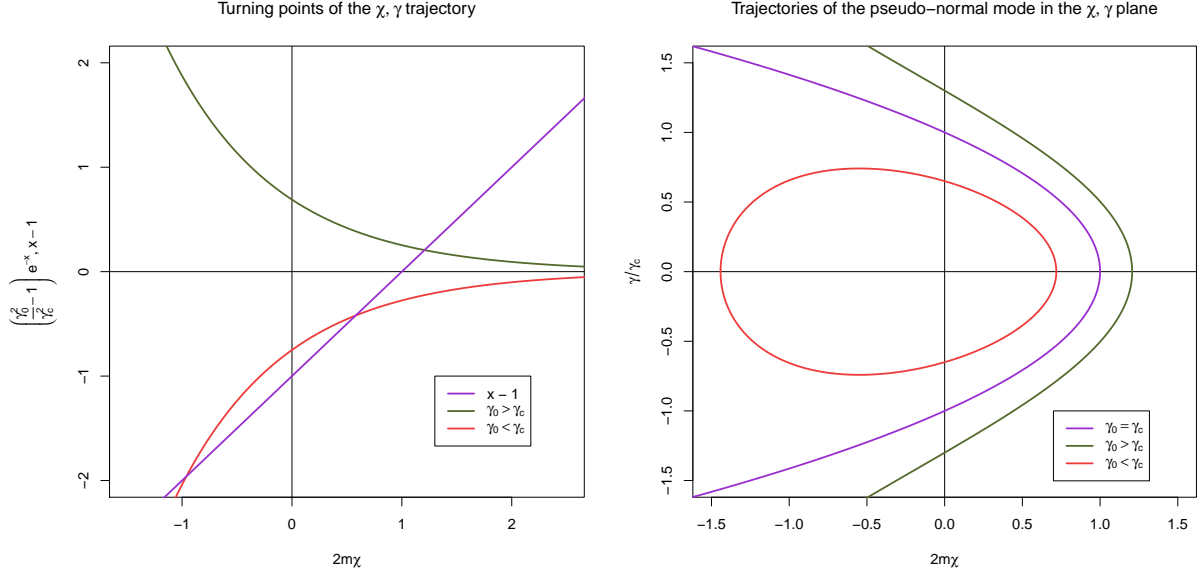 Turning points of the χ, γ trajectory
(γ₀²/γc² − 1) e⁻ˣ, x − 1
2
1
0
−1
−2
−1
0
1
2
2mχ
x − 1
γ₀ > γc
γ₀ < γc
Trajectories of the pseudo−normal mode in the χ, γ plane
γ/γc
1.5
1.0
0.5
0.0
−0.5
−1.0
−1.5
−1.5
−1.0
−0.5
0.0
0.5
1.0
1.5
2mχ
γ₀ = γc
γ₀ > γc
γ₀ < γc